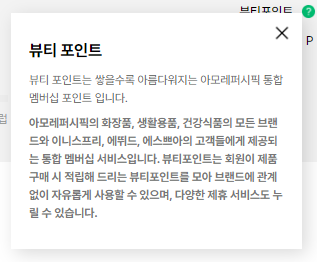 뷰티포인트 ?
P
럽
뷰티 포인트
뷰티 포인트는 쌓을수록 아름다워지는 아모레퍼시픽 통합
멤버십 포인트 입니다.
아모레퍼시픽의 화장품, 생활용품, 건강식품의 모든 브랜
드와 이니스프리, 에뛰드, 에스쁘아의 고객들에게 제공되
는 통합 멤버십 서비스입니다. 뷰티포인트는 회원이 제품
구매 시 적립해 드리는 뷰티포인트를 모아 브랜드에 관계
없이 자유롭게 사용할 수 있으며, 다양한 제휴 서비스도 누
릴 수 있습니다.